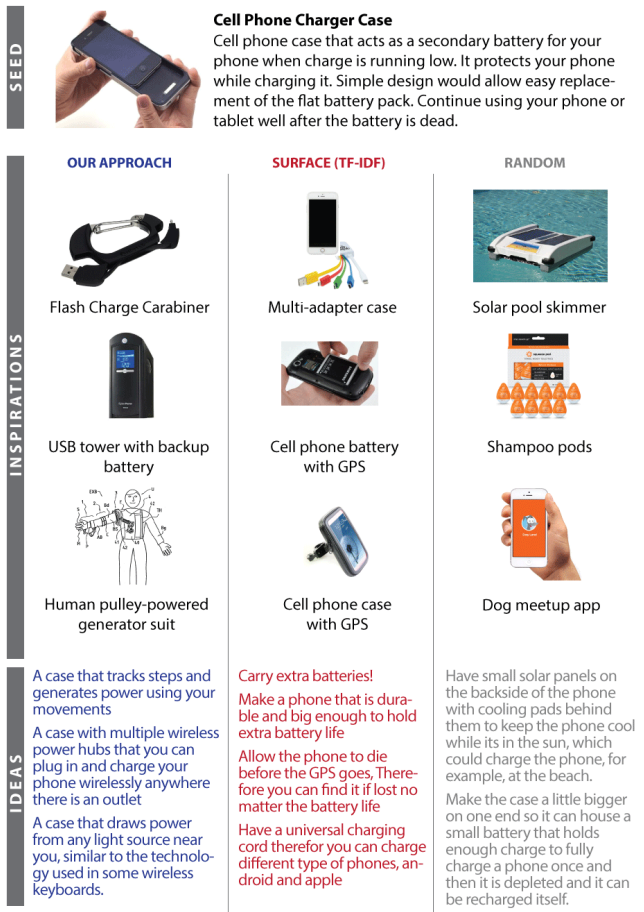 SEED
Cell Phone Charger Case
Cell phone case that acts as a secondary battery for your
phone when charge is running low. It protects your phone
while charging it. Simple design would allow easy replace-
ment of the flat battery pack. Continue using your phone or
tablet well after the battery is dead.
INSPIRATIONS
OUR APPROACH
SURFACE (TF-IDF)
RANDOM
Flash Charge Carabiner
Multi-adapter case
Solar pool skimmer
USB tower with backup
battery
Cell phone battery
with GPS
Shampoo pods
Human pulley-powered
generator suit
Cell phone case
with GPS
Dog meetup app
IDEAS
A case that tracks steps and
generates power using your
movements
A case with multiple wireless
power hubs that you can
plug in and charge your
phone wirelessly anywhere
there is an outlet
A case that draws power
from any light source near
you, similar to the technolo-
gy used in some wireless
keyboards.
Carry extra batteries!
Make a phone that is dura-
ble and big enough to hold
extra battery life
Allow the phone to die
before the GPS goes, There-
fore you can find it if lost no
matter the battery life
Have a universal charging
cord therefor you can charge
different type of phones, an-
droid and apple
Have small solar panels on
the backside of the phone
with cooling pads behind
them to keep the phone cool
while its in the sun, which
could charge the phone, for
example, at the beach.
Make the case a little bigger
on one end so it can house a
small battery that holds
enough charge to fully
charge a phone once and
then it is depleted and it can
be recharged itself.